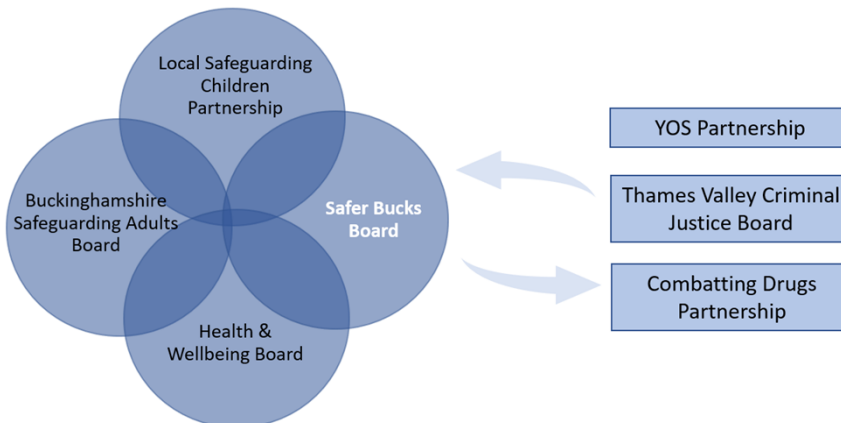 Local Safeguarding
Children
Partnership
Buckinghamshire
Safeguarding Adults
Board
Safer Bucks
Board
Health &
Wellbeing Board
YOS Partnership
Thames Valley Criminal
Justice Board
Combatting Drugs
Partnership